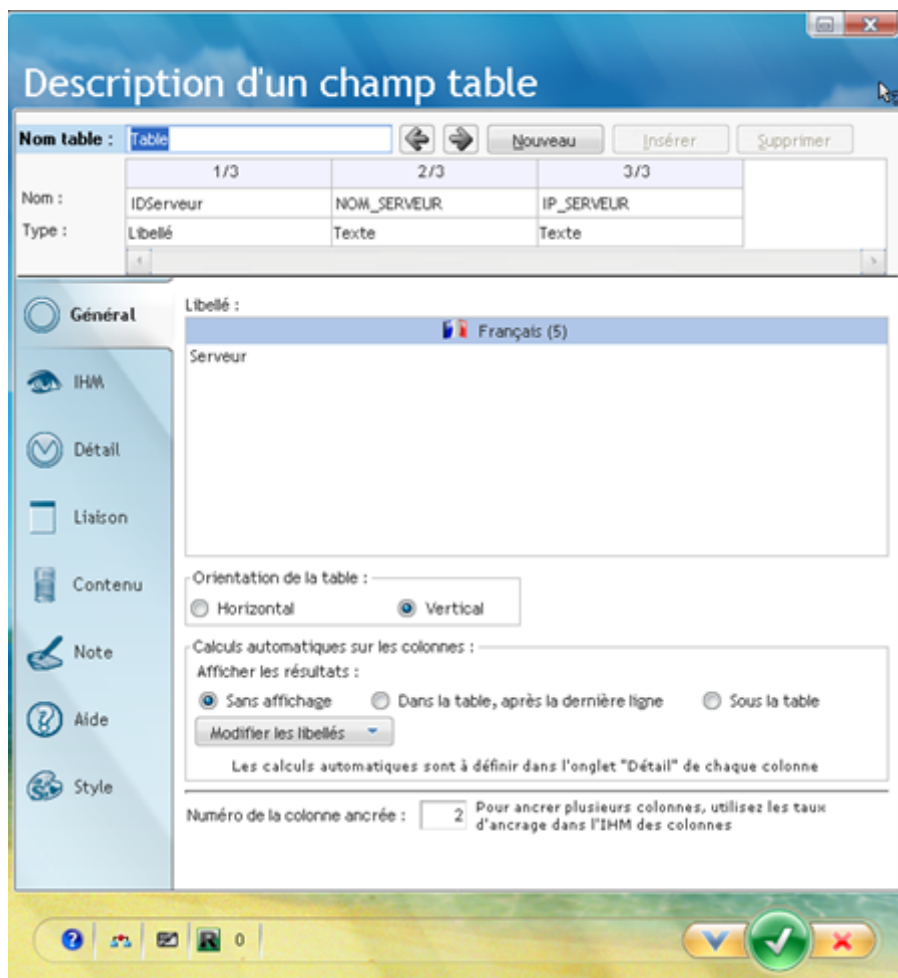 Description d'un champ table
Nom table : Table Nouveau Insérer Supprimer
1/3 2/3 3/3
Nom : IDServeur NOM_SERVEUR IP_SERVEUR
Type : Libellé Texte Texte
Général
Libellé :
Français (5)
Serveur
IHM
Détail
Liaison
Contenu
Note
Aide
Style
Orientation de la table :
Horizontal Vertical
Calculs automatiques sur les colonnes :
Afficher les résultats :
Sans affichage Dans la table, après la dernière ligne Sous la table
Modifier les libellés
Les calculs automatiques sont à définir dans l'onglet "Détail" de chaque colonne
Numéro de la colonne ancrée : 2 Pour ancrer plusieurs colonnes, utilisez les taux
d'ancrage dans l'IHM des colonnes
? R 0